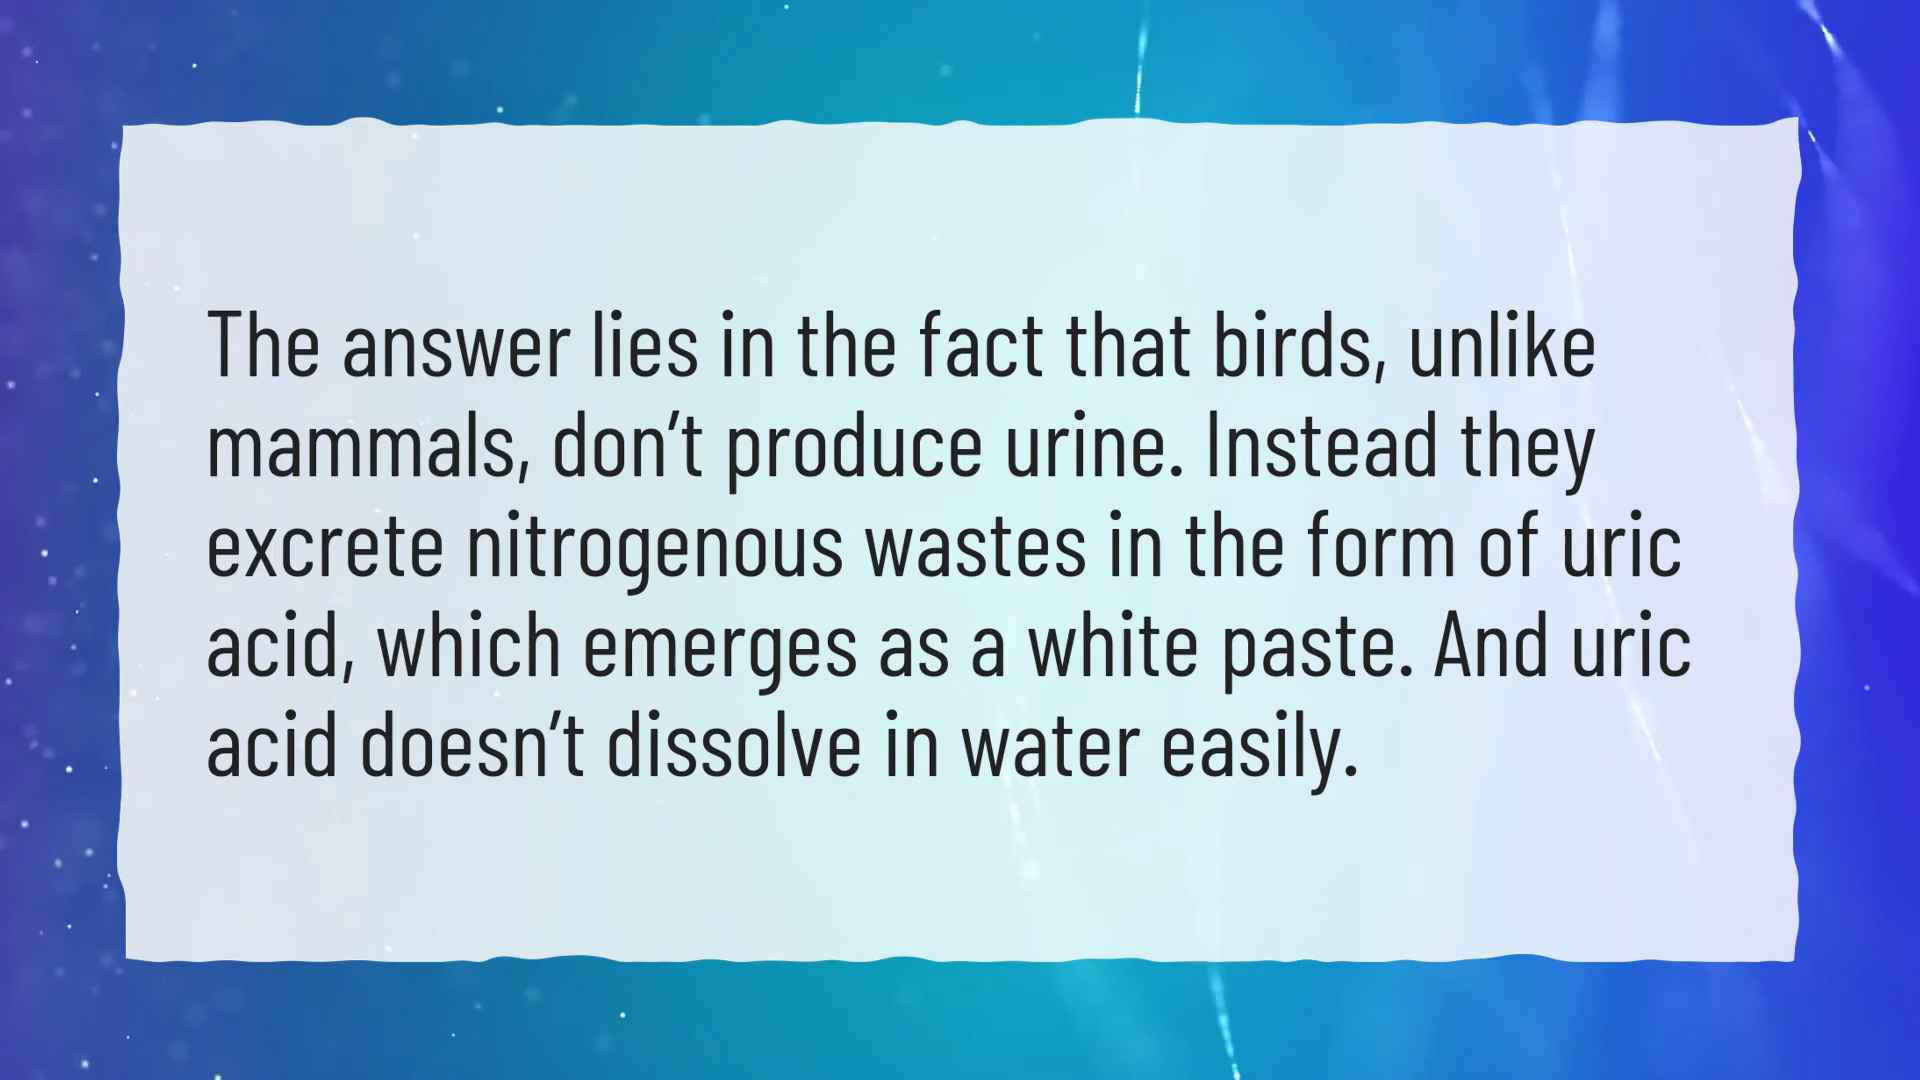 The answer lies in the fact that birds, unlike
mammals, don’t produce urine. Instead they
excrete nitrogenous wastes in the form of uric
acid, which emerges as a white paste. And uric
acid doesn’t dissolve in water easily.